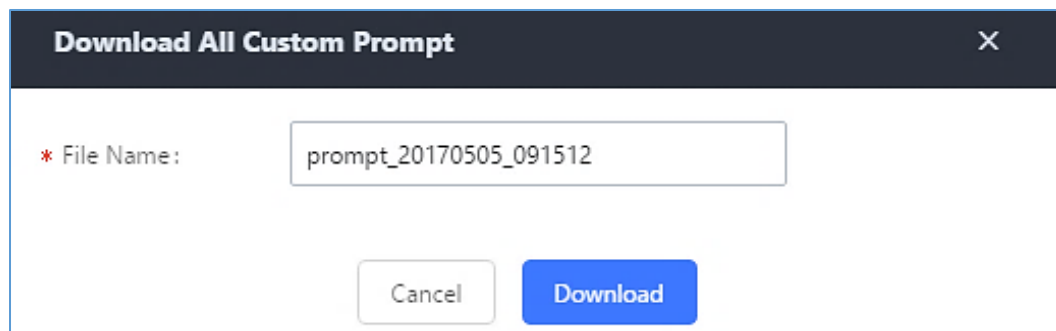 Download All Custom Prompt
* File Name:
prompt_20170505_091512
Cancel
Download